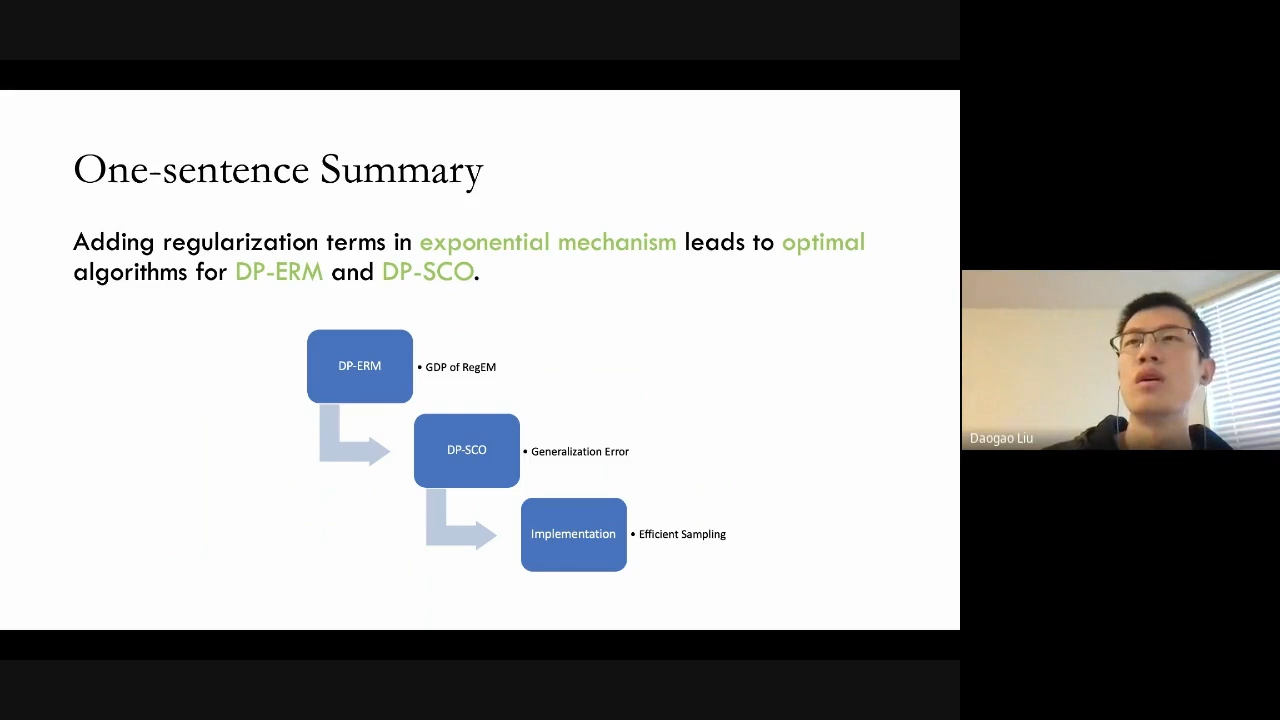 One-sentence Summary
Adding regularization terms in exponential mechanism leads to optimal
algorithms for DP-ERM and DP-SCO.
DP-ERM
• GDP of RegEM
DP-SCO
• Generalization Error
Implementation
• Efficient Sampling
Daogao Liu